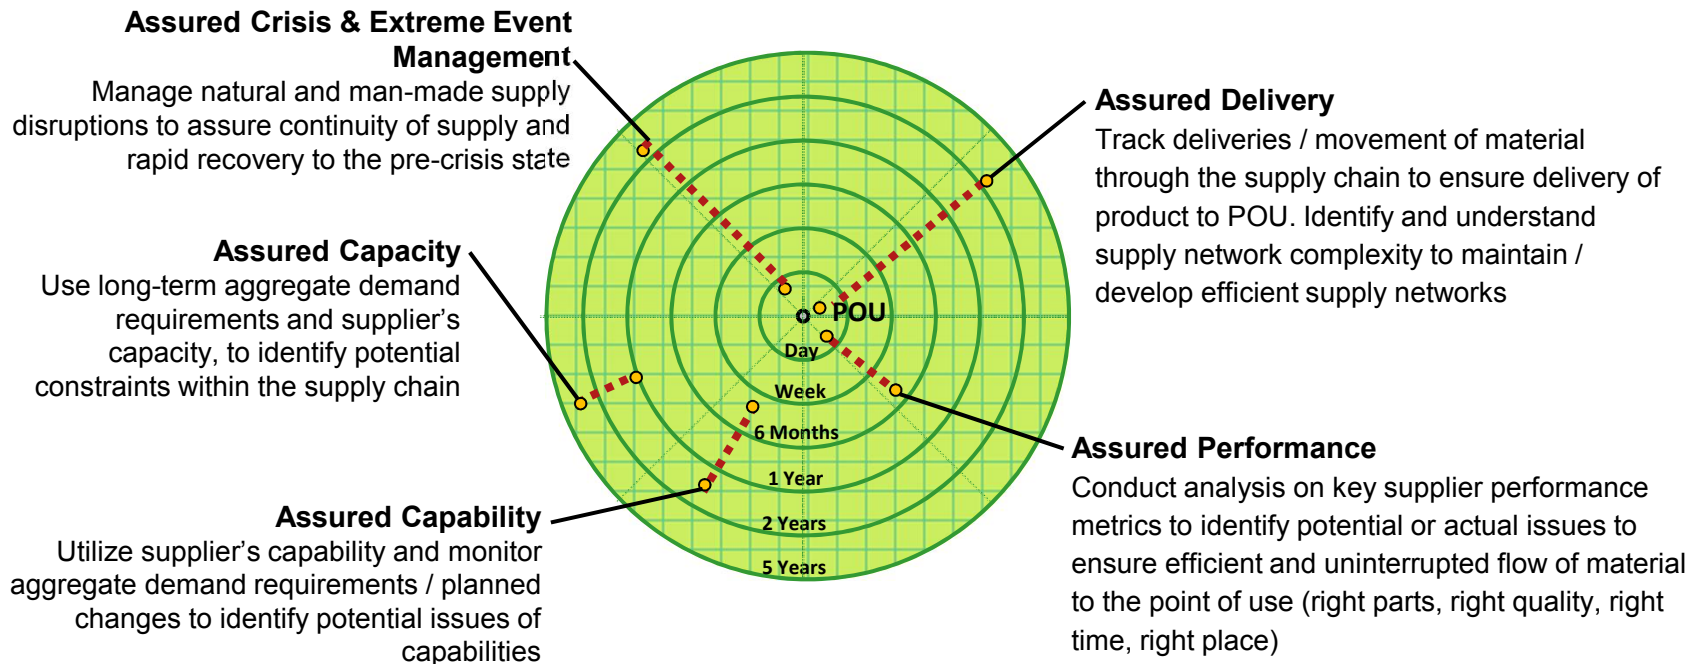 Assured Crisis & Extreme Event
Management
Manage natural and man-made supply
disruptions to assure continuity of supply and
rapid recovery to the pre-crisis state
Assured Capacity
Use long-term aggregate demand
requirements and supplier’s
capacity, to identify potential
constraints within the supply chain
Assured Capability
Utilize supplier’s capability and monitor
aggregate demand requirements / planned
changes to identify potential issues of
capabilities
POU
Day
Week
6 Months
1 Year
2 Years
5 Years
Assured Delivery
Track deliveries / movement of material
through the supply chain to ensure delivery of
product to POU. Identify and understand
supply network complexity to maintain /
develop efficient supply networks
Assured Performance
Conduct analysis on key supplier performance
metrics to identify potential or actual issues to
ensure efficient and uninterrupted flow of material
to the point of use (right parts, right quality, right
time, right place)